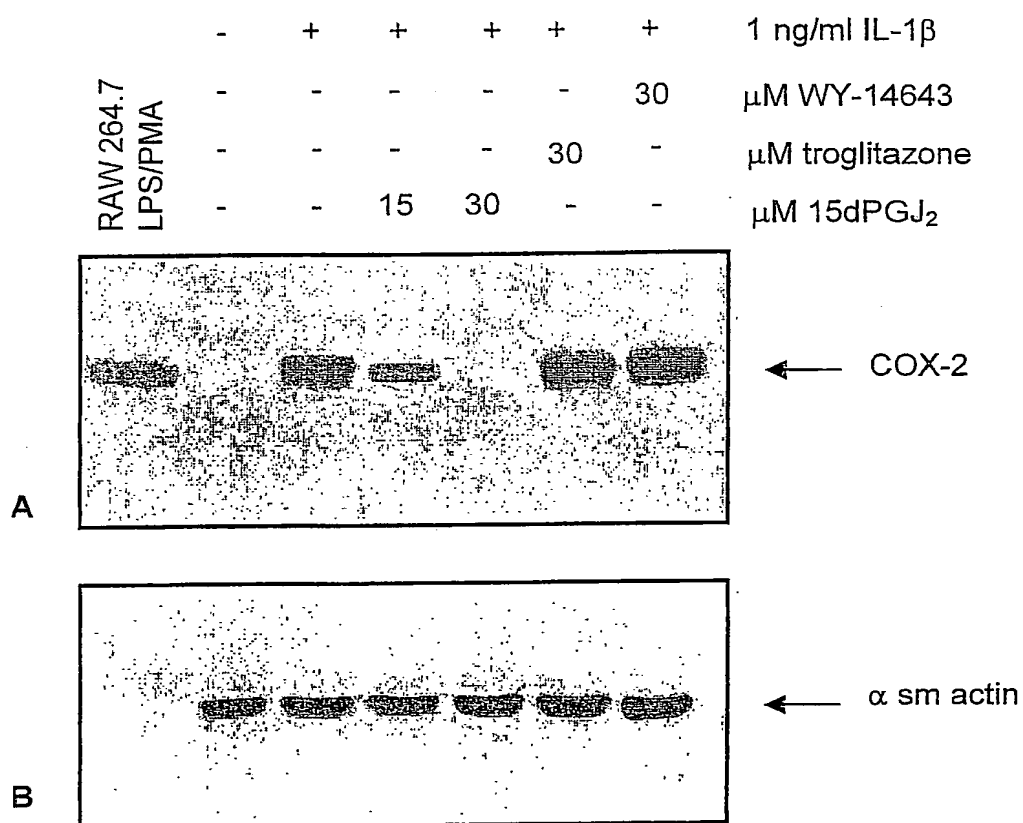 - + + + + + 1 ng/ml IL-1β
RAW 264.7
LPS/PMA
- - - - - 30 μM WY-14643
- - - - 30 - μM troglitazone
- - 15 30 - - μM 15dPGJ₂
COX-2
A
α sm actin
B